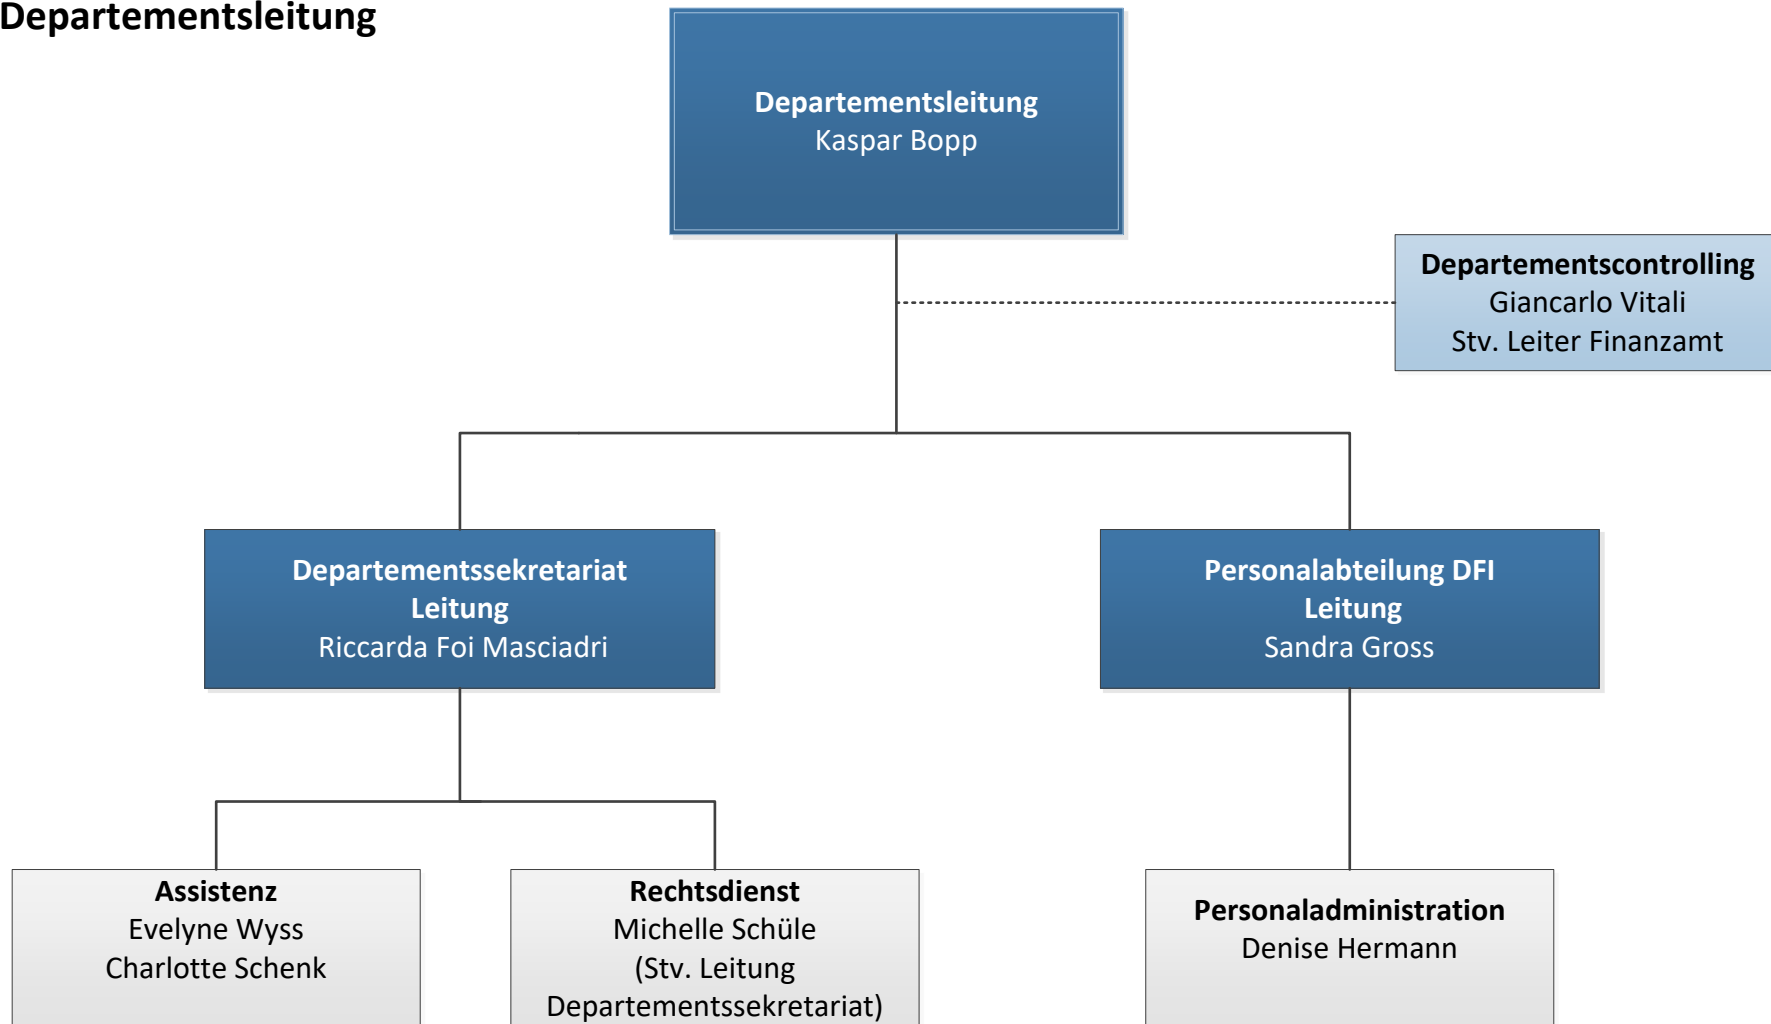 Departementsleitung
Departementsleitung
Kaspar Bopp
Departementscontrolling
Giancarlo Vitali
Stv. Leiter Finanzamt
Departementssekretariat
Leitung
Riccarda Foi Masciadri
Personalabteilung DFI
Leitung
Sandra Gross
Assistenz
Evelyne Wyss
Charlotte Schenk
Rechtsdienst
Michelle Schüle
(Stv. Leitung
Departementssekretariat)
Personaladministration
Denise Hermann